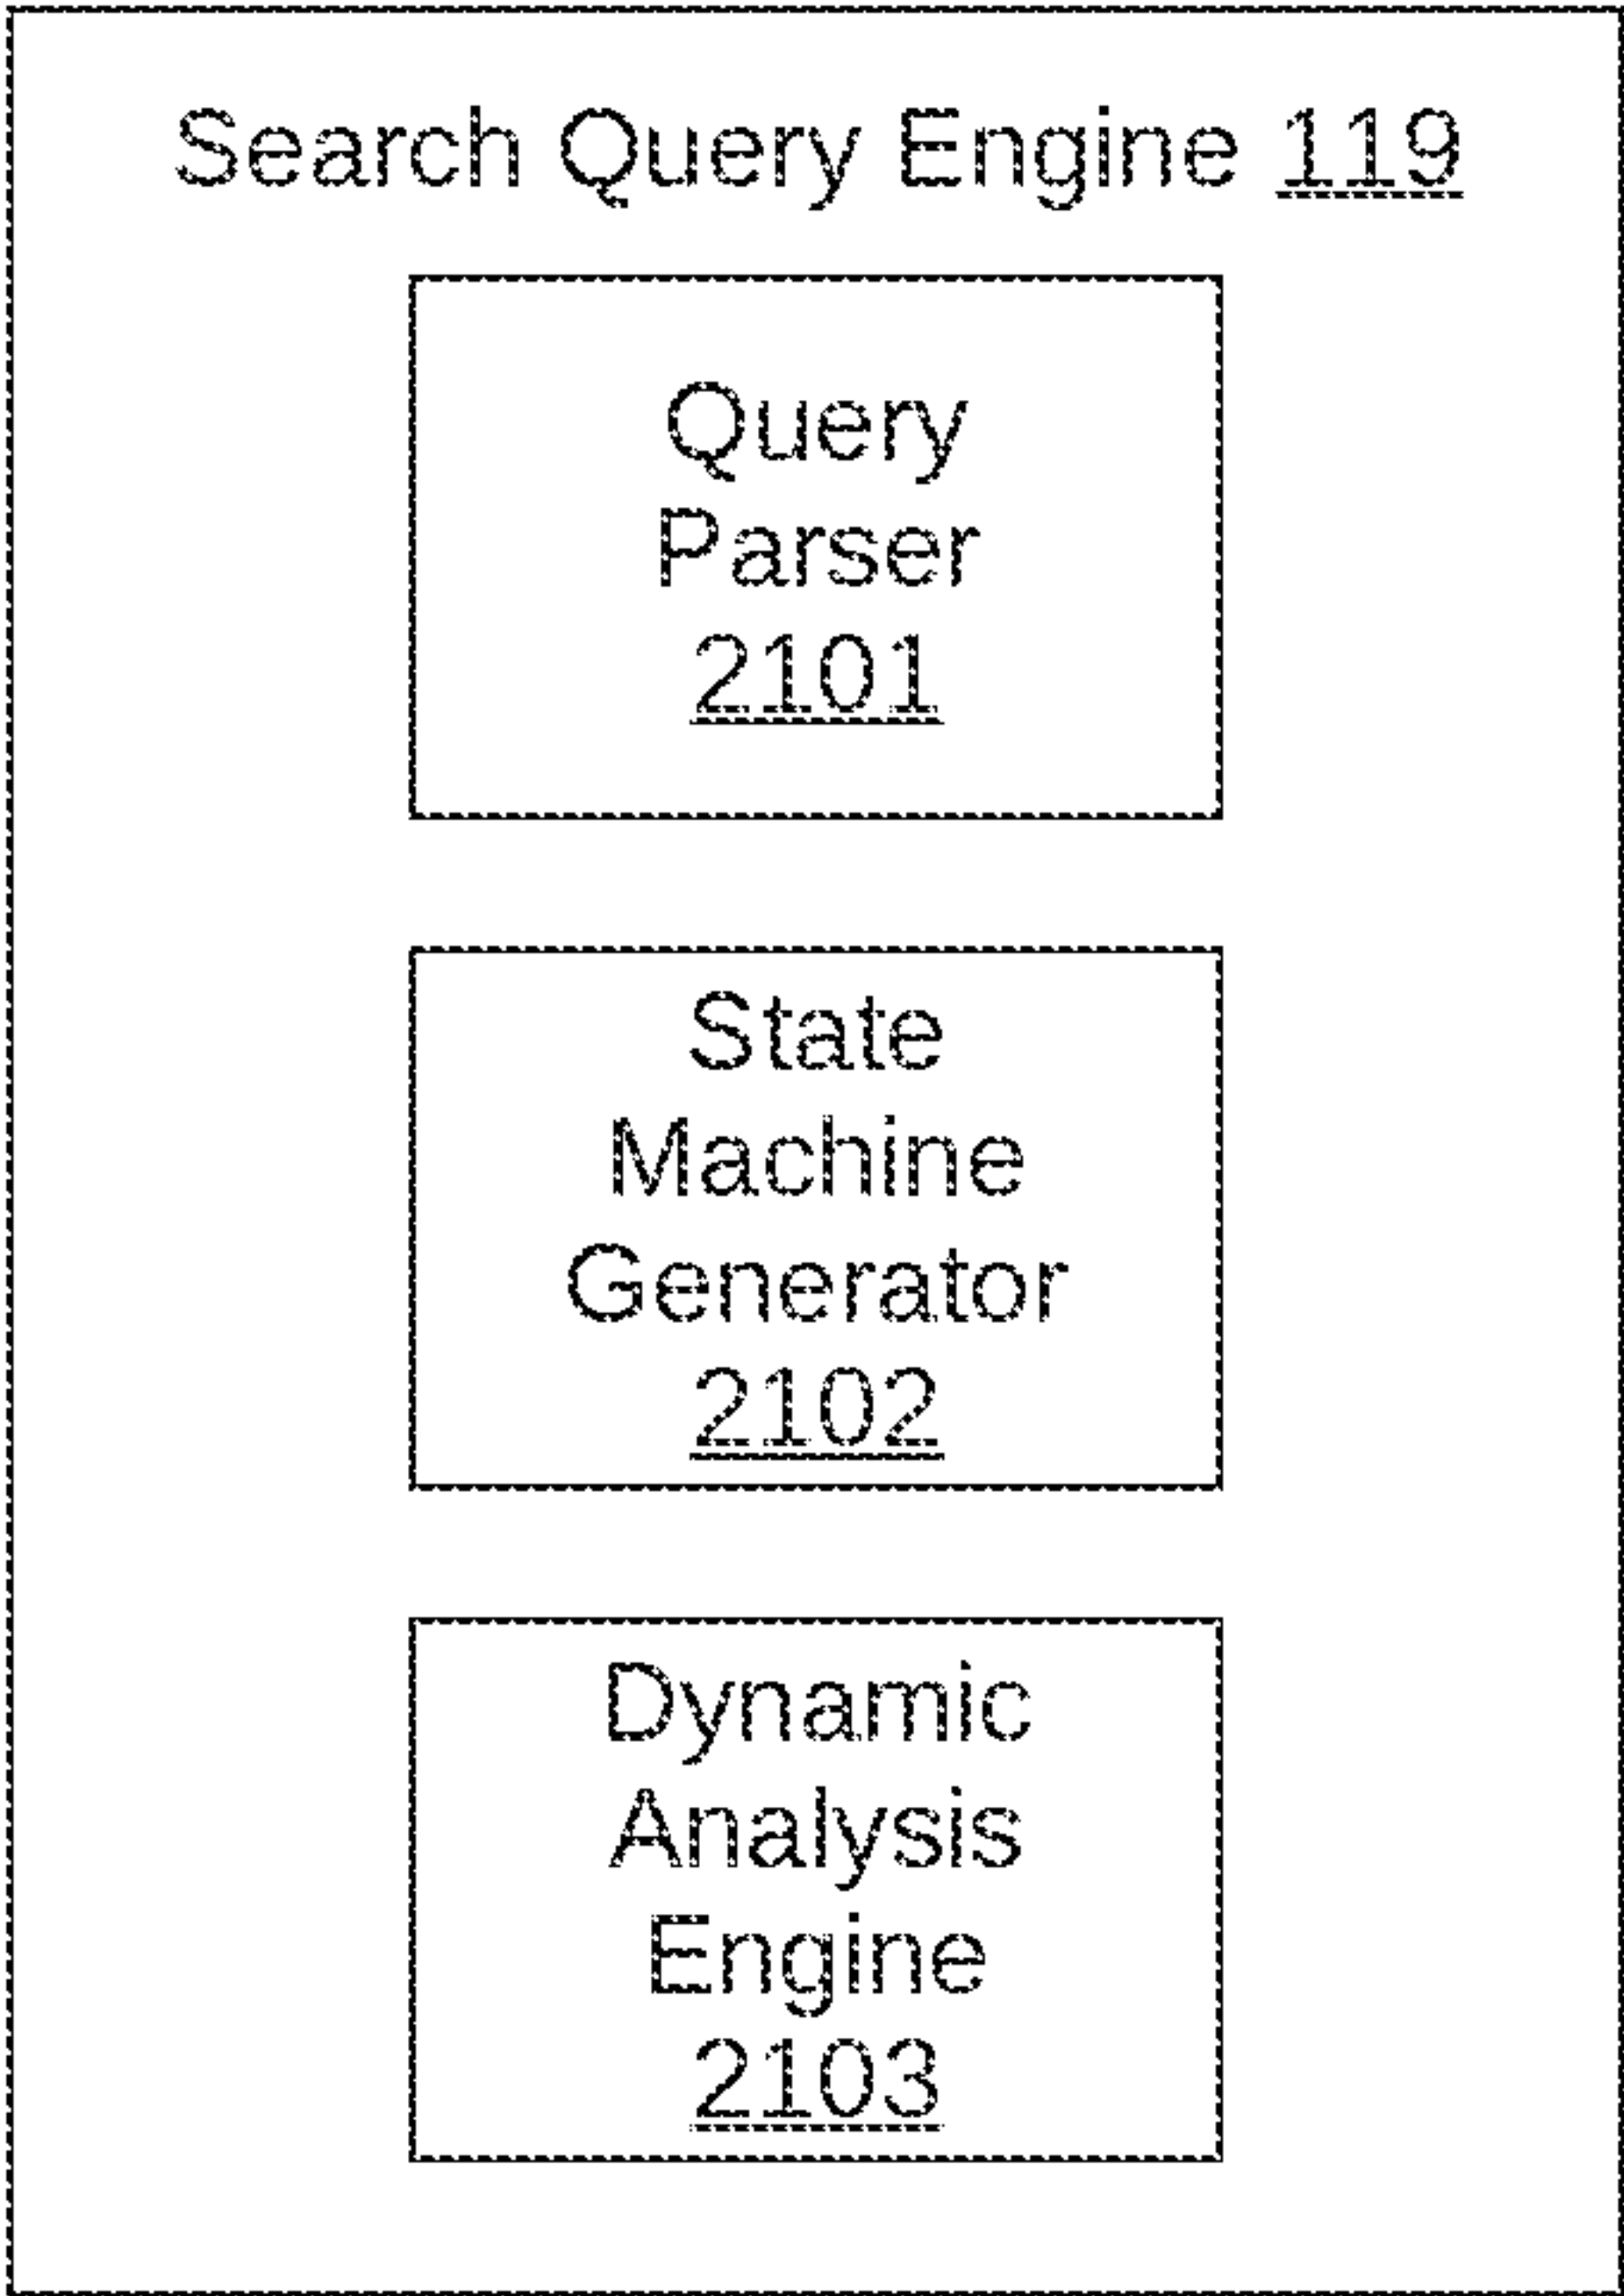 Search Query Engine 119
Query
Parser
2101
State
Machine
Generator
2102
Dynamic
Analysis
Engine
2103